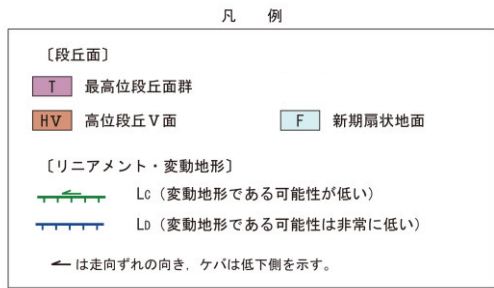 凡 例
〔段丘面〕
T 最高位段丘面群
HⅤ 高位段丘Ⅴ面 F 新期扇状地面
〔リニアメント・変動地形〕
LC（変動地形である可能性が低い）
LD（変動地形である可能性は非常に低い）
は走向ずれの向き，ケバは低下側を示す。